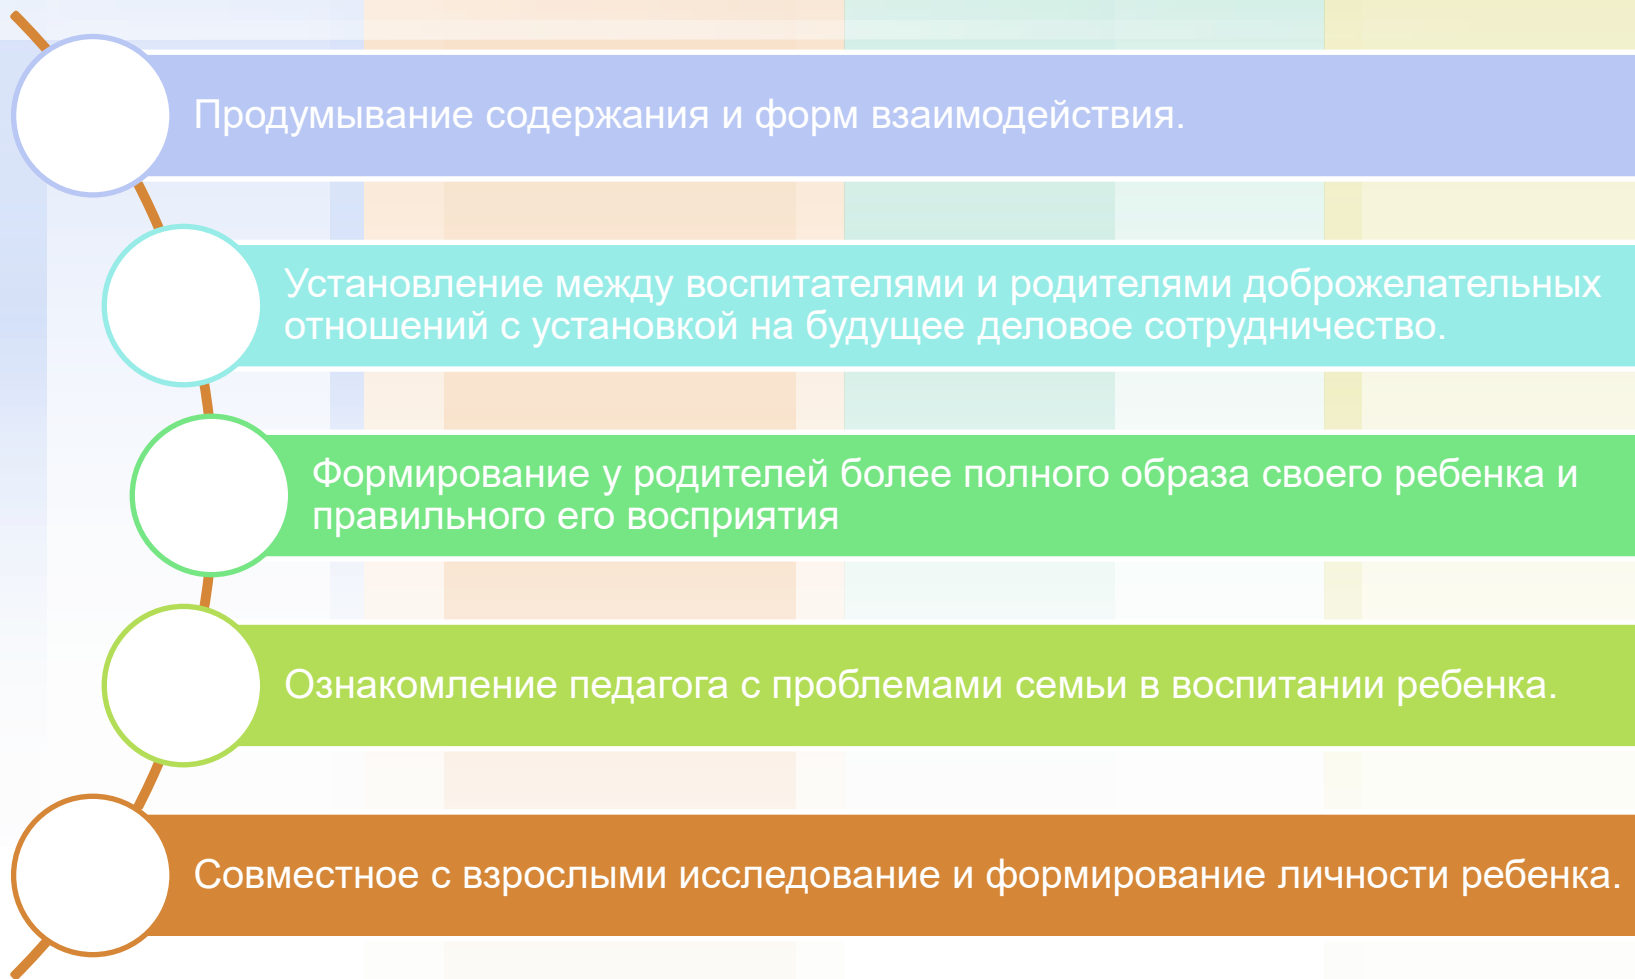 Продумывание содержания и форм взаимодействия.
Установление между воспитателями и родителями доброжелательных
отношений с установкой на будущее деловое сотрудничество.
Формирование у родителей более полного образа своего ребенка и
правильного его восприятия
Ознакомление педагога с проблемами семьи в воспитании ребенка.
Совместное с взрослыми исследование и формирование личности ребенка.